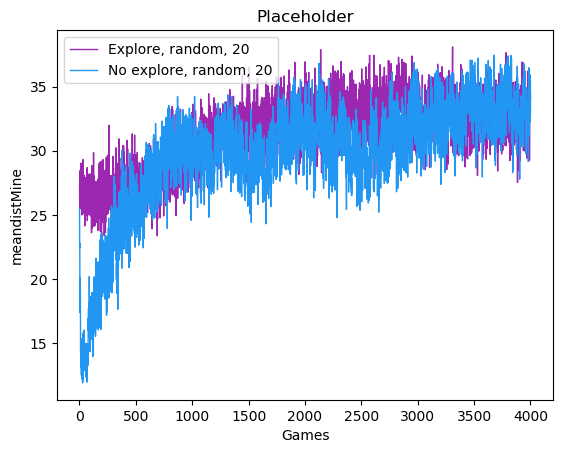 Placeholder
Explore, random, 20
No explore, random, 20
meandistMine
35
30
25
20
15
0
500
1000
1500
2000
2500
3000
3500
4000
Games